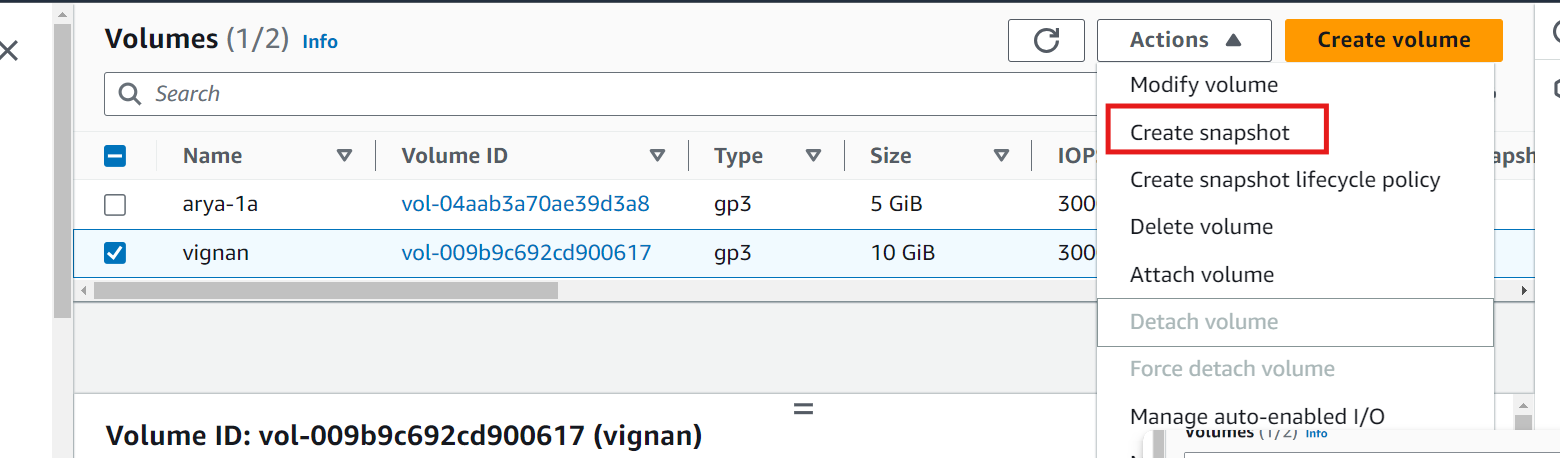 Volumes (1/2) Info
Actions
Create volume
Search
Modify volume
Create snapshot
Create snapshot lifecycle policy
Delete volume
Attach volume
Detach volume
Force detach volume
Manage auto-enabled I/O
Name Volume ID Type Size
arya-1a vol-04aab3a70ae39d3a8 gp3 5 GiB 300
vignan vol-009b9c692cd900617 gp3 10 GiB 300
Volume ID: vol-009b9c692cd900617 (vignan)
Volumes (1/2) Info